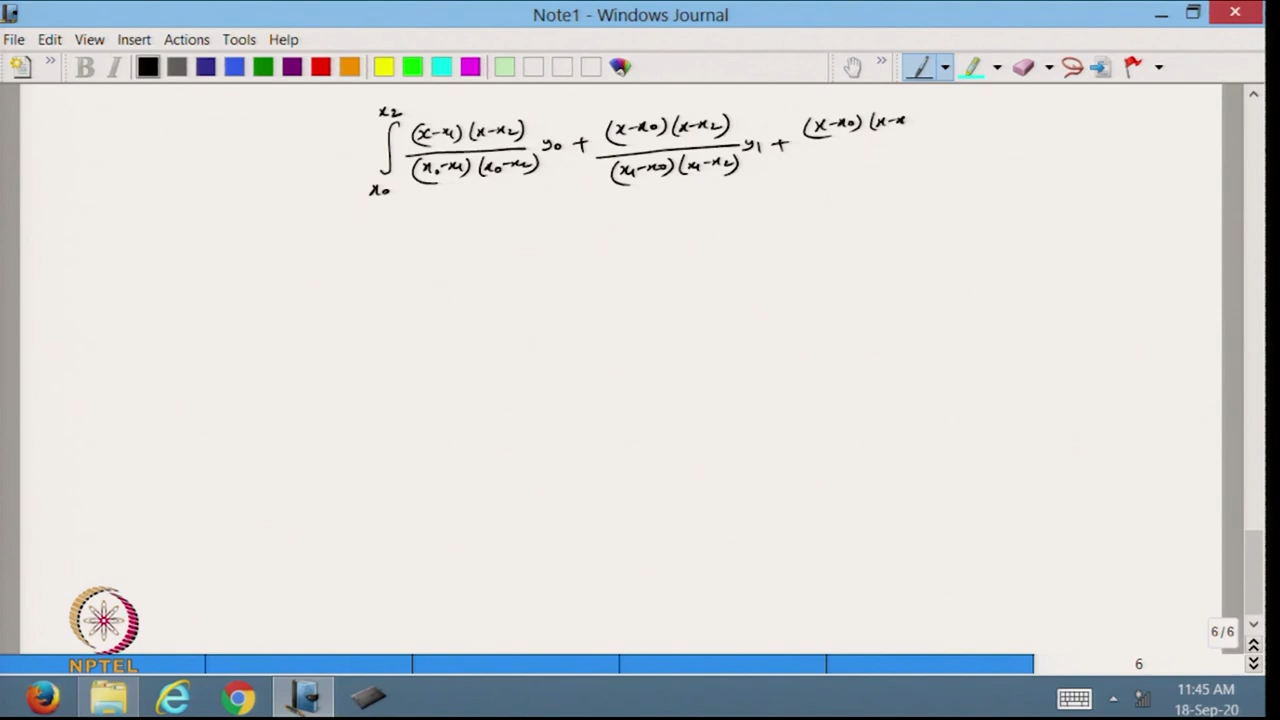 Note1 - Windows Journal
File Edit View Insert Actions Tools Help
B I
x2
∫ (x-x1)(x-x2) y0 + (x-x0)(x-x2) y1 + (x-x0)(x-x
(x0-x1)(x0-x2) (x1-x0)(x1-x2)
x0
6/6
NPTEL
6
11:45 AM
18-Sep-20